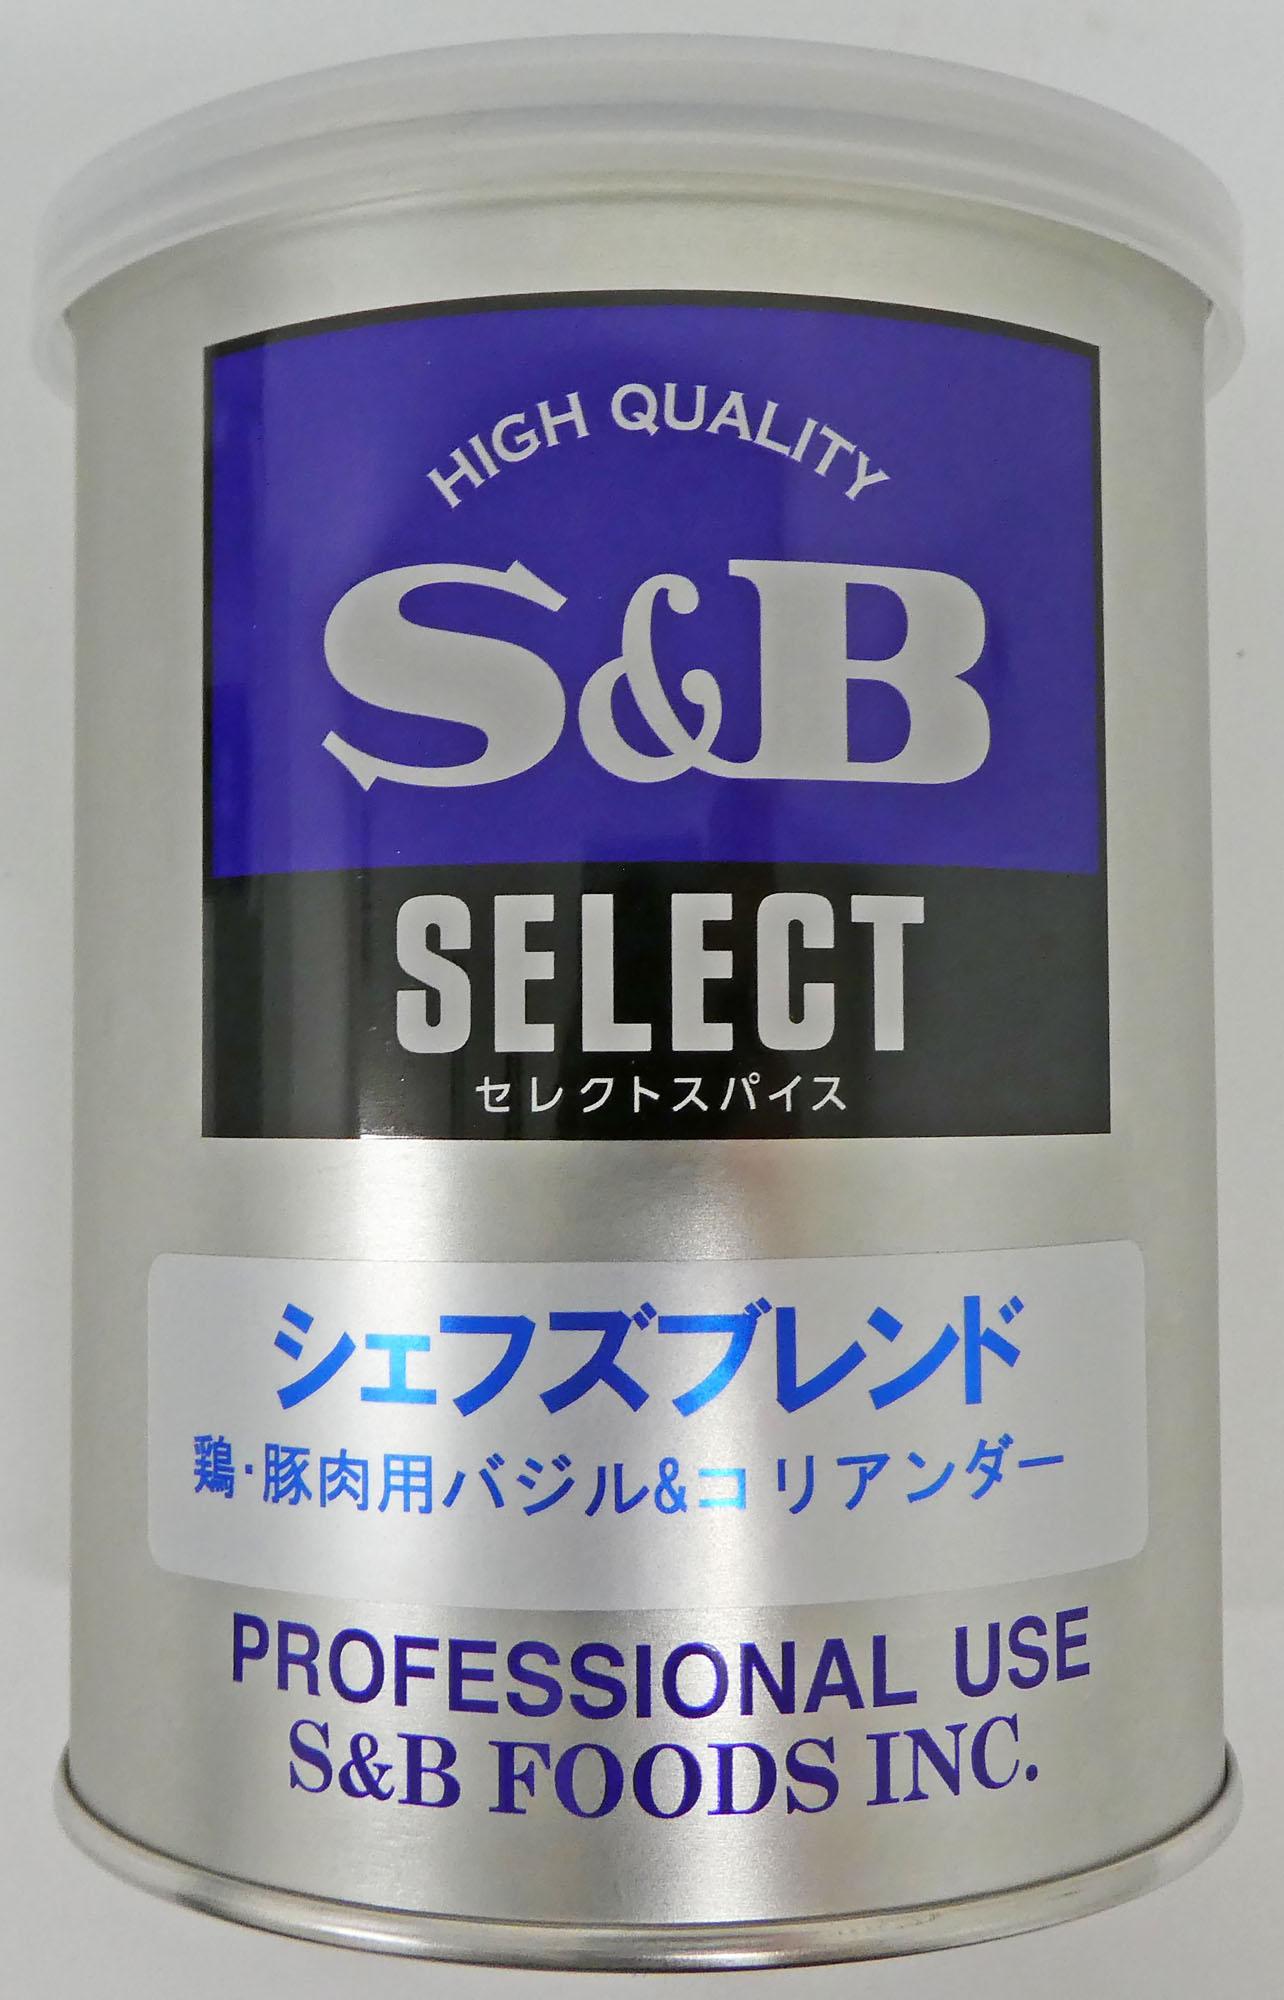 HIGH QUALITY
S&B
SELECT
セレクトスパイス
シェフズブレンド
鶏・豚肉用バジル&コリアンダー
PROFESSIONAL USE
S&B FOODS INC.